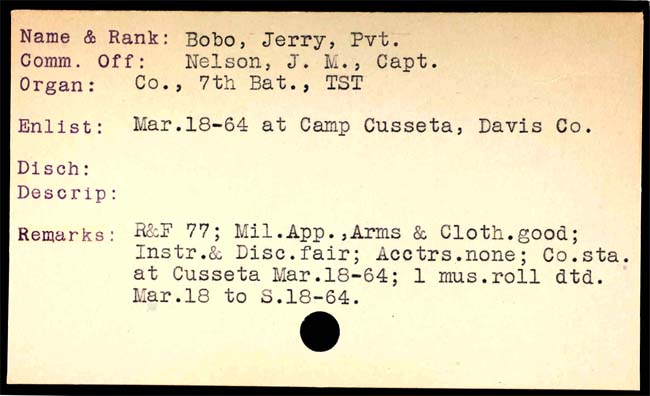 Name & Rank: Bobo, Jerry, Pvt.
Comm. Off: Nelson, J. M., Capt.
Organ: Co., 7th Bat., TST
Enlist: Mar.18-64 at Camp Cusseta, Davis Co.
Disch:
Descrip:
Remarks: R&F 77; Mil.App.,Arms & Cloth.good;
Instr.& Disc.fair; Acctrs.none; Co.sta.
at Cusseta Mar.18-64; 1 mus.roll dtd.
Mar.18 to S.18-64.